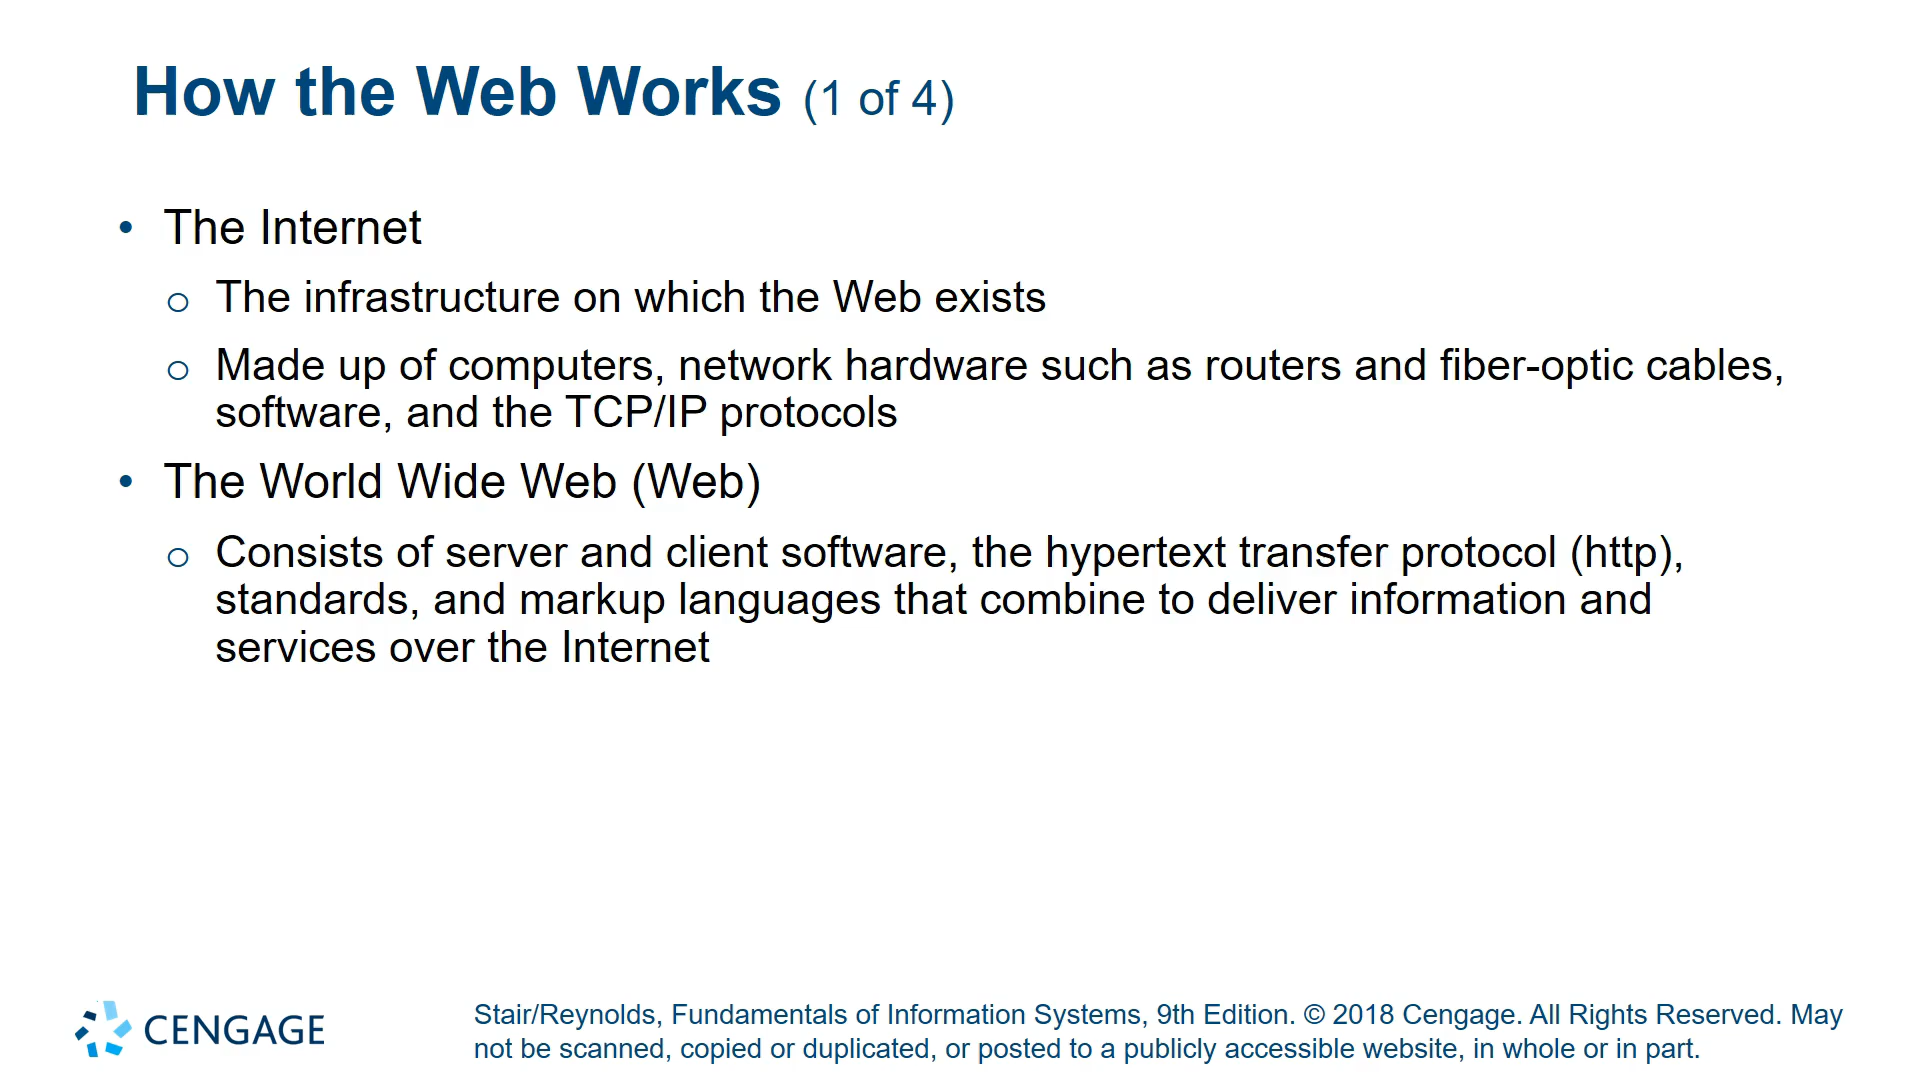 How the Web Works (1 of 4)
• The Internet
o The infrastructure on which the Web exists
o Made up of computers, network hardware such as routers and fiber-optic cables,
software, and the TCP/IP protocols
• The World Wide Web (Web)
o Consists of server and client software, the hypertext transfer protocol (http),
standards, and markup languages that combine to deliver information and
services over the Internet
CENGAGE
Stair/Reynolds, Fundamentals of Information Systems, 9th Edition. © 2018 Cengage. All Rights Reserved. May
not be scanned, copied or duplicated, or posted to a publicly accessible website, in whole or in part.